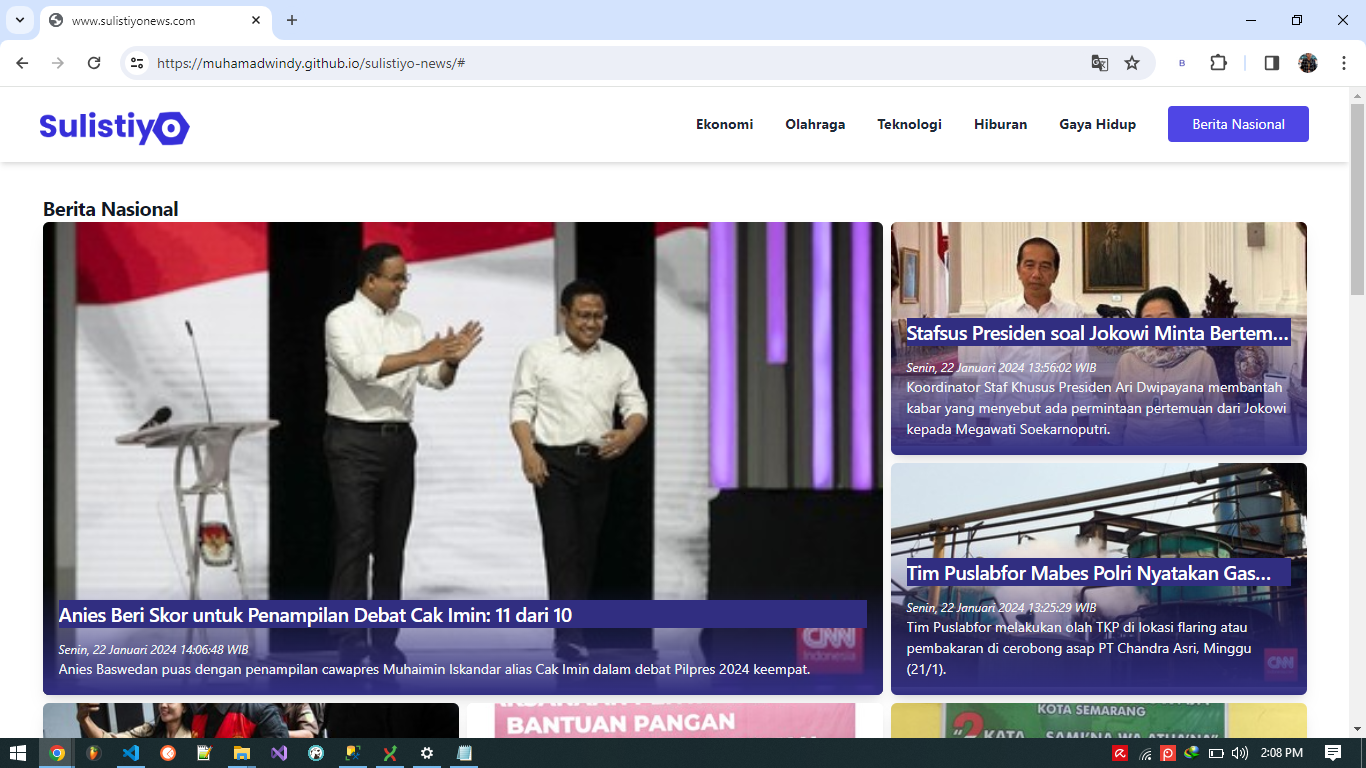 www.sulistiyonews.com
https://muhamadwindy.github.io/sulistiyo-news/#
Sulistiyo
Ekonomi
Olahraga
Teknologi
Hiburan
Gaya Hidup
Berita Nasional
Berita Nasional
Anies Beri Skor untuk Penampilan Debat Cak Imin: 11 dari 10
Senin, 22 Januari 2024 14:06:48 WIB
Anies Baswedan puas dengan penampilan cawapres Muhaimin Iskandar alias Cak Imin dalam debat Pilpres 2024 keempat.
CNN
Indonesia
Stafsus Presiden soal Jokowi Minta Bertem...
Senin, 22 Januari 2024 13:56:02 WIB
Koordinator Staf Khusus Presiden Ari Dwipayana membantah
kabar yang menyebut ada permintaan pertemuan dari Jokowi
kepada Megawati Soekarnoputri.
Tim Puslabfor Mabes Polri Nyatakan Gas...
Senin, 22 Januari 2024 13:25:29 WIB
Tim Puslabfor melakukan olah TKP di lokasi flaring atau
pembakaran di cerobong asap PT Chandra Asri, Minggu
(21/1).
CNN
BANTUAN PANGAN
KOTA SEMARANG
2:08 PM